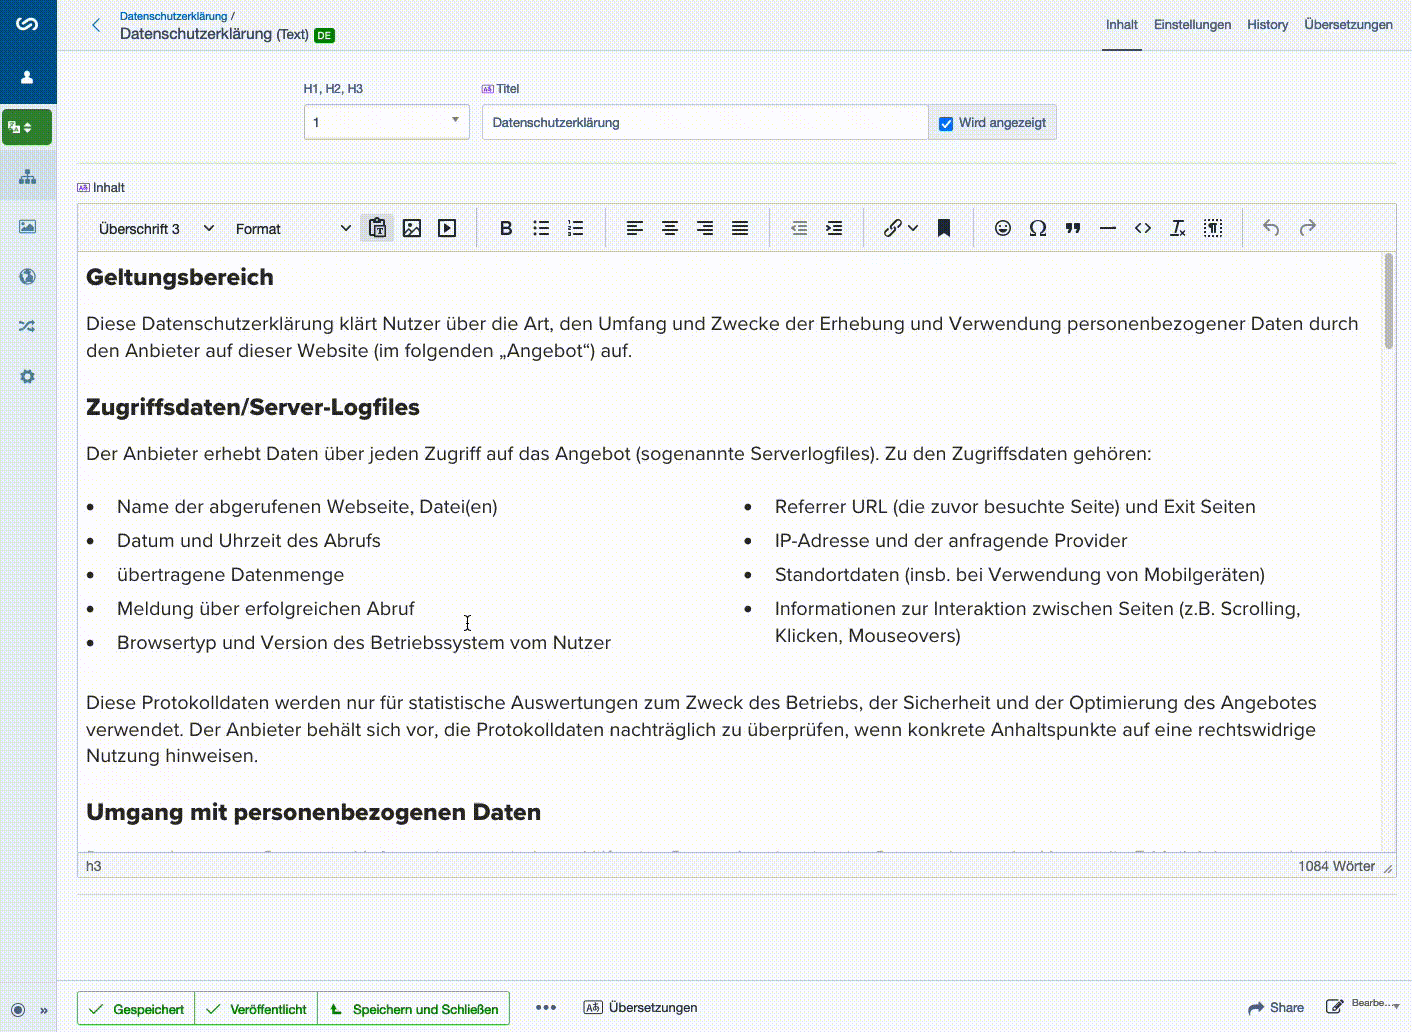 Datenschutzerklärung /
Datenschutzerklärung (Text) DE
Inhalt Einstellungen History Übersetzungen
H1, H2, H3
Titel
1
Datenschutzerklärung
Wird angezeigt
Inhalt
Überschrift 3 Format
Geltungsbereich
Diese Datenschutzerklärung klärt Nutzer über die Art, den Umfang und Zwecke der Erhebung und Verwendung personenbezogener Daten durch
den Anbieter auf dieser Website (im folgenden „Angebot“) auf.
Zugriffsdaten/Server-Logfiles
Der Anbieter erhebt Daten über jeden Zugriff auf das Angebot (sogenannte Serverlogfiles). Zu den Zugriffsdaten gehören:
• Name der abgerufenen Webseite, Datei(en)
• Datum und Uhrzeit des Abrufs
• übertragene Datenmenge
• Meldung über erfolgreichen Abruf
• Browsertyp und Version des Betriebssystem vom Nutzer
• Referrer URL (die zuvor besuchte Seite) und Exit Seiten
• IP-Adresse und der anfragende Provider
• Standortdaten (insb. bei Verwendung von Mobilgeräten)
• Informationen zur Interaktion zwischen Seiten (z.B. Scrolling,
Klicken, Mouseovers)
Diese Protokolldaten werden nur für statistische Auswertungen zum Zweck des Betriebs, der Sicherheit und der Optimierung des Angebotes
verwendet. Der Anbieter behält sich vor, die Protokolldaten nachträglich zu überprüfen, wenn konkrete Anhaltspunkte auf eine rechtswidrige
Nutzung hinweisen.
Umgang mit personenbezogenen Daten
h3
1084 Wörter
Gespeichert Veröffentlicht Speichern und Schließen ••• Übersetzungen
Share Bearbe...